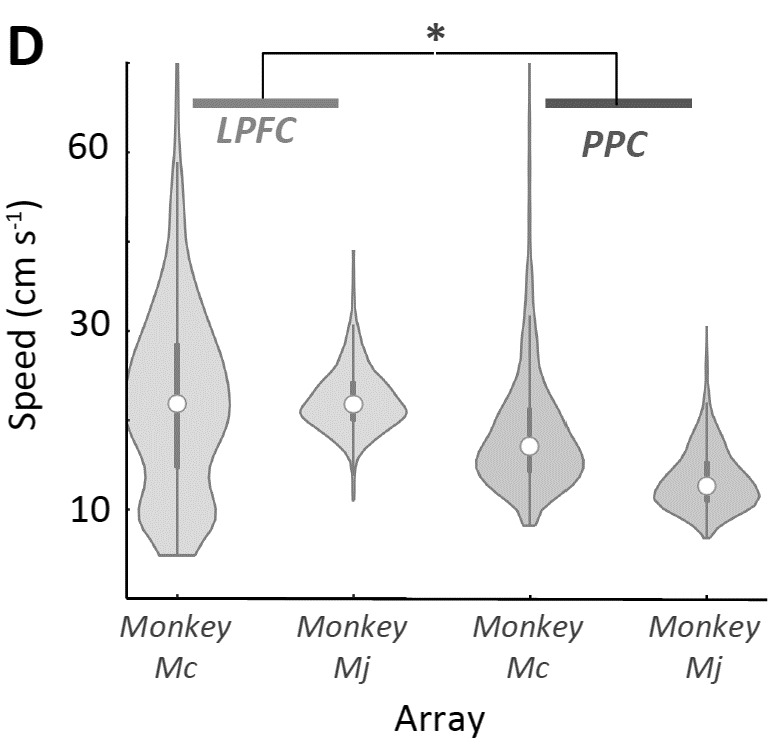 D
*
LPFC
PPC
60
30
10
Speed (cm s-1)
Monkey Mc
Monkey Mj
Monkey Mc
Monkey Mj
Array